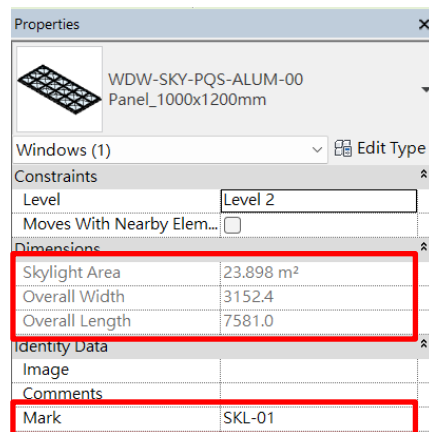 Properties
WDW-SKY-PQS-ALUM-00
Panel_1000x1200mm
Windows (1) Edit Type
Constraints
Level Level 2
Moves With Nearby Elem...
Dimensions
Skylight Area 23.898 m²
Overall Width 3152.4
Overall Length 7581.0
Identity Data
Image
Comments
Mark SKL-01